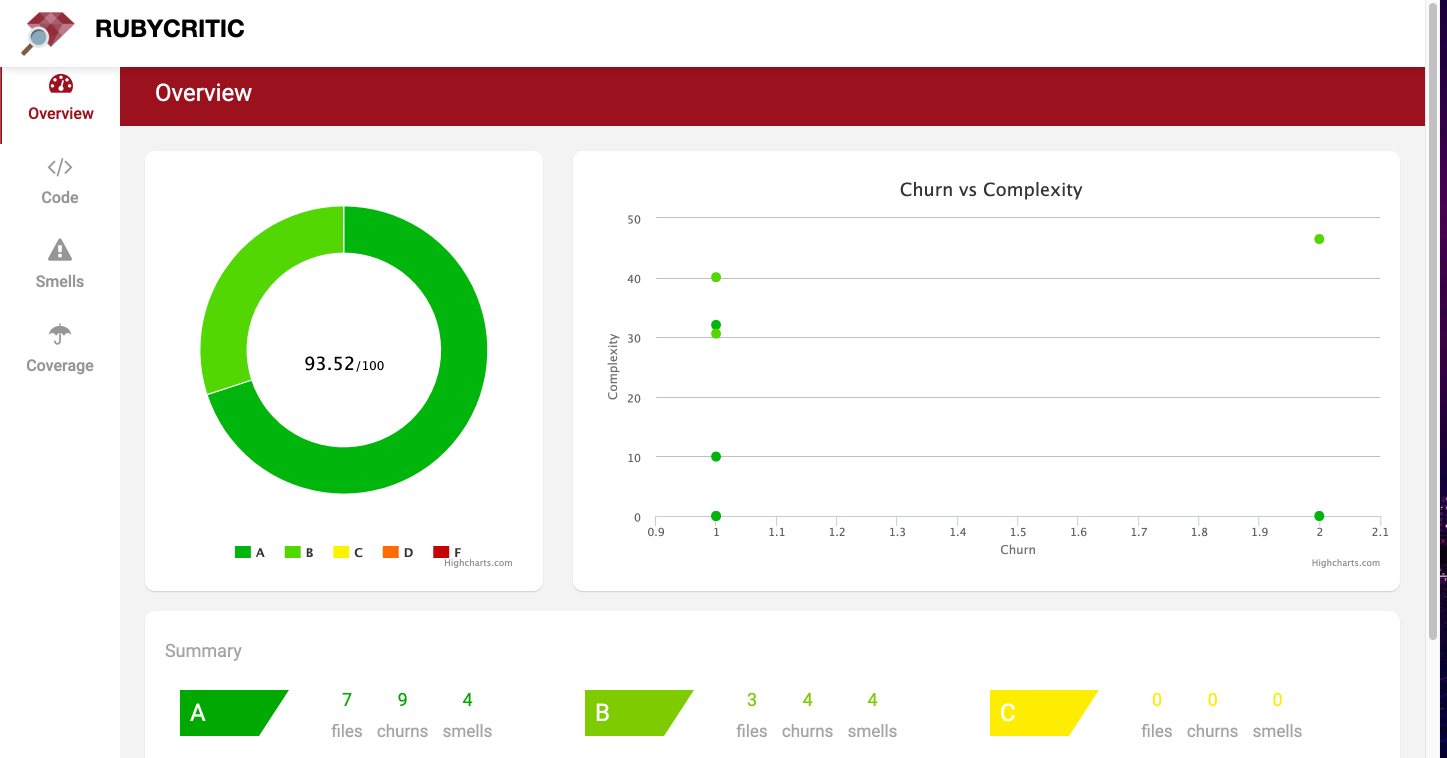 RUBYCRITIC
Overview
Code
Smells
Coverage
Overview
93.52/100
A B C D F
Highcharts.com
Churn vs Complexity
Complexity
50
40
30
20
10
0
0.9 1 1.1 1.2 1.3 1.4 1.5 1.6 1.7 1.8 1.9 2 2.1
Churn
Highcharts.com
Summary
A 7 9 4 B 3 4 4 C 0 0 0
files churns smells files churns smells files churns smells